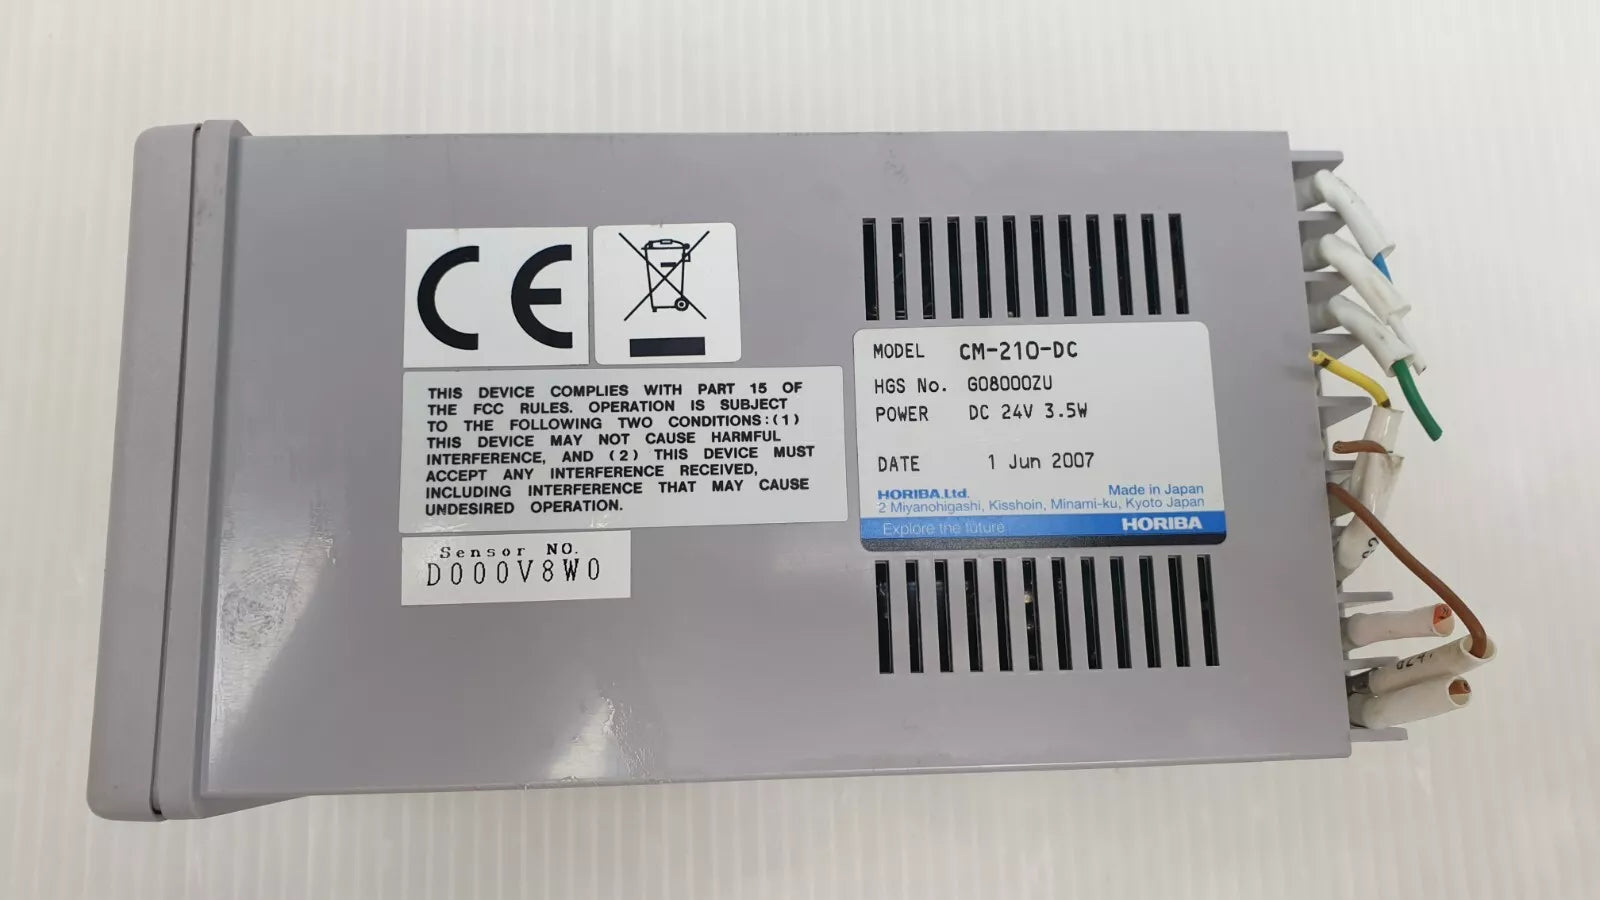 CE
THIS DEVICE COMPLIES WITH PART 15 OF
THE FCC RULES. OPERATION IS SUBJECT
TO THE FOLLOWING TWO CONDITIONS:(1)
THIS DEVICE MAY NOT CAUSE HARMFUL
INTERFERENCE, AND (2) THIS DEVICE MUST
ACCEPT ANY INTERFERENCE RECEIVED,
INCLUDING INTERFERENCE THAT MAY CAUSE
UNDESIRED OPERATION.
Sensor NO.
D000V8W0
MODEL CM-210-DC
HGS No. G08000ZU
POWER DC 24V 3.5W
DATE 1 Jun 2007
HORIBA.Ltd. Made in Japan
2 Miyanohigashi, Kisshoin, Minami-ku, Kyoto Japan
Explore the future HORIBA